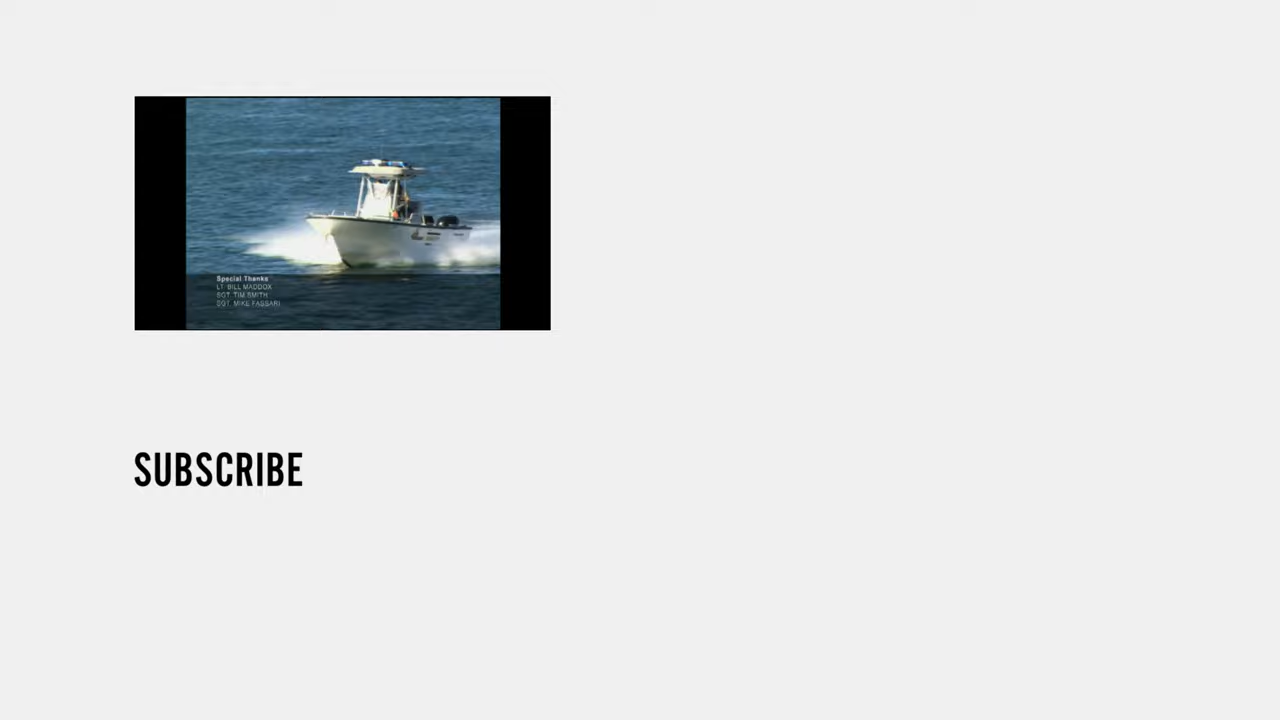 Special Thanks
LT. BILL MADDOX
SGT. TIM SMITH
SGT. MIKE FASSARI
SUBSCRIBE